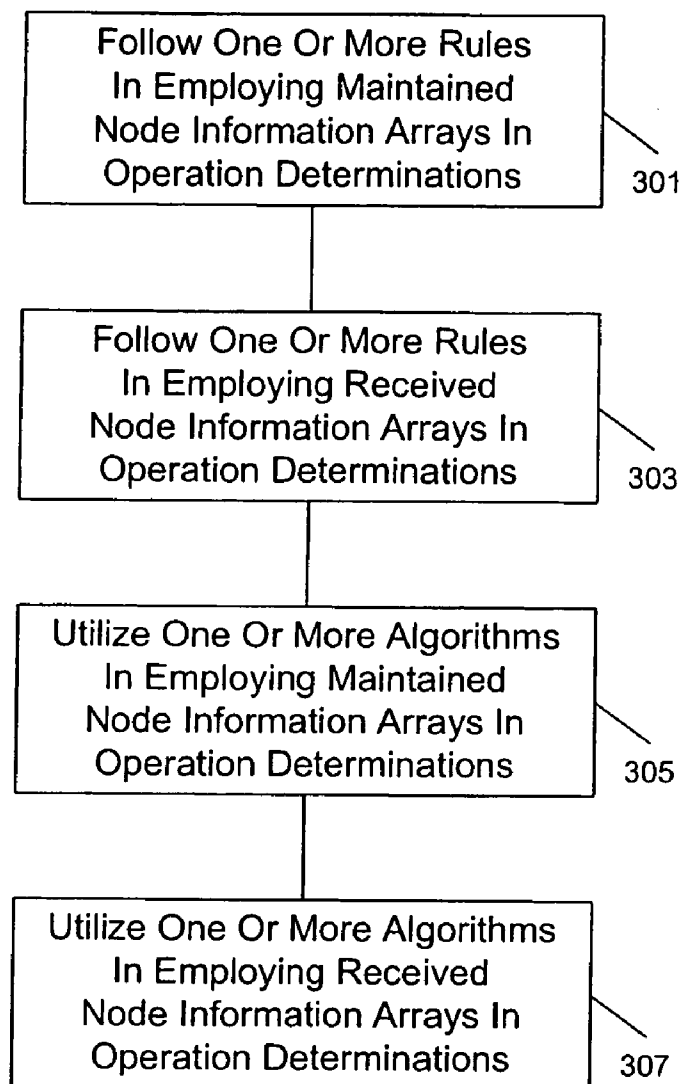 Follow One Or More Rules
In Employing Maintained
Node Information Arrays In
Operation Determinations
301
Follow One Or More Rules
In Employing Received
Node Information Arrays In
Operation Determinations
303
Utilize One Or More Algorithms
In Employing Maintained
Node Information Arrays In
Operation Determinations
305
Utilize One Or More Algorithms
In Employing Received
Node Information Arrays In
Operation Determinations
307